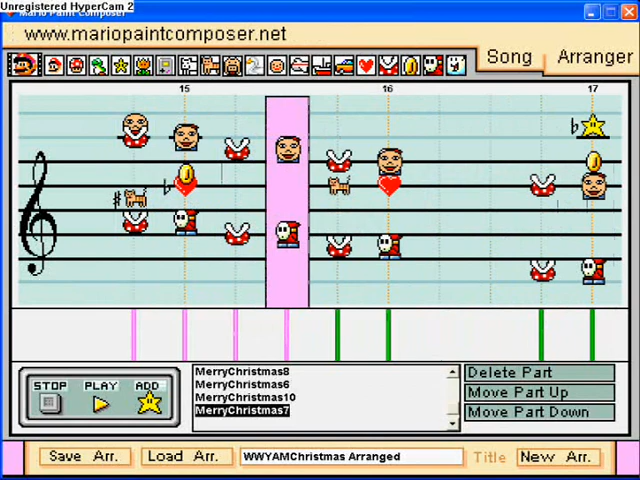 Unregistered HyperCam 2
Mario Paint Composer
www.mariopaintcomposer.net
Song
Arranger
15
16
17
STOP
PLAY
ADD
MerryChristmas8
MerryChristmas6
MerryChristmas10
MerryChristmas7
Delete Part
Move Part Up
Move Part Down
Save Arr.
Load Arr.
WWYAMChristmas Arranged
Title
New Arr.